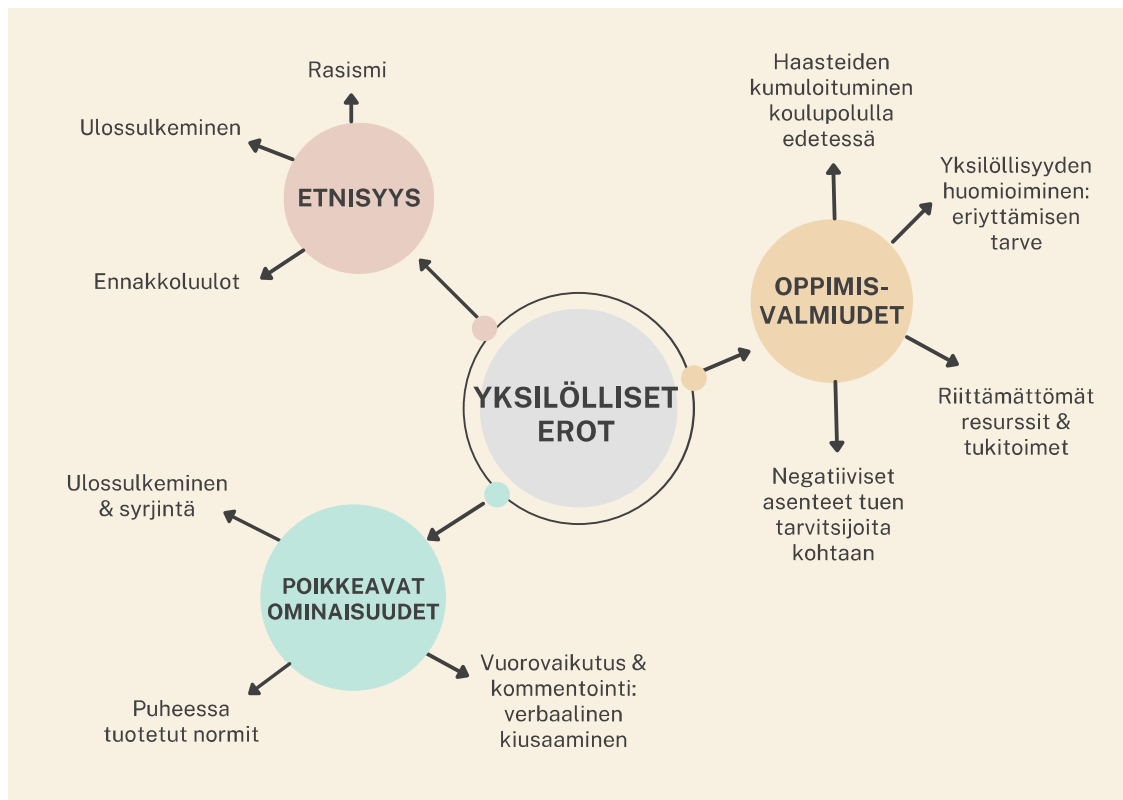 Rasismi
Ulossulkeminen
ETNISYYS
Ennakkoluulot
Haasteiden
kumuloituminen
koulupolulla
edetessä
Yksilöllisyyden
huomioiminen:
eriyttämisen
tarve
OPPIMIS-
VALMIUDET
Riittämättömät
resurssit &
tukitoimet
Negatiiviset
asenteet tuen
tarvitsijoita
kohtaan
YKSILÖLLISET
EROT
Ulossulkeminen
& syrjintä
POIKKEAVAT
OMINAISUUDET
Puheessa
tuotetut normit
Vuorovaikutus &
kommentointi:
verbaalinen
kiusaaminen